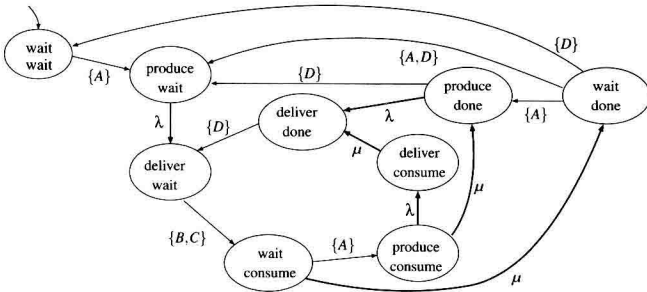 {D}
wait
wait
{A}
produce
wait
{A,D}
{D}
produce
done
wait
done
{A}
λ
deliver
done
λ
{D}
deliver
wait
μ
deliver
consume
μ
λ
{B,C}
wait
consume
{A}
produce
consume
μ